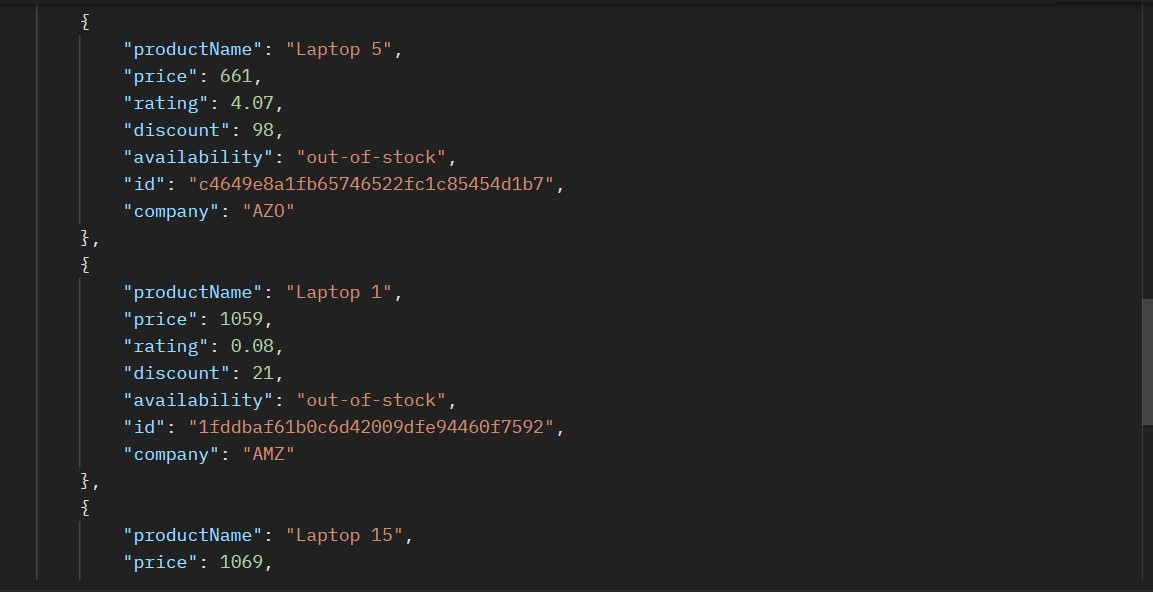 {
"productName": "Laptop 5",
"price": 661,
"rating": 4.07,
"discount": 98,
"availability": "out-of-stock",
"id": "c4649e8a1fb65746522fc1c85454d1b7",
"company": "AZO"
},
{
"productName": "Laptop 1",
"price": 1059,
"rating": 0.08,
"discount": 21,
"availability": "out-of-stock",
"id": "1fddbaf61b0c6d42009dfe94460f7592",
"company": "AMZ"
},
{
"productName": "Laptop 15",
"price": 1069,